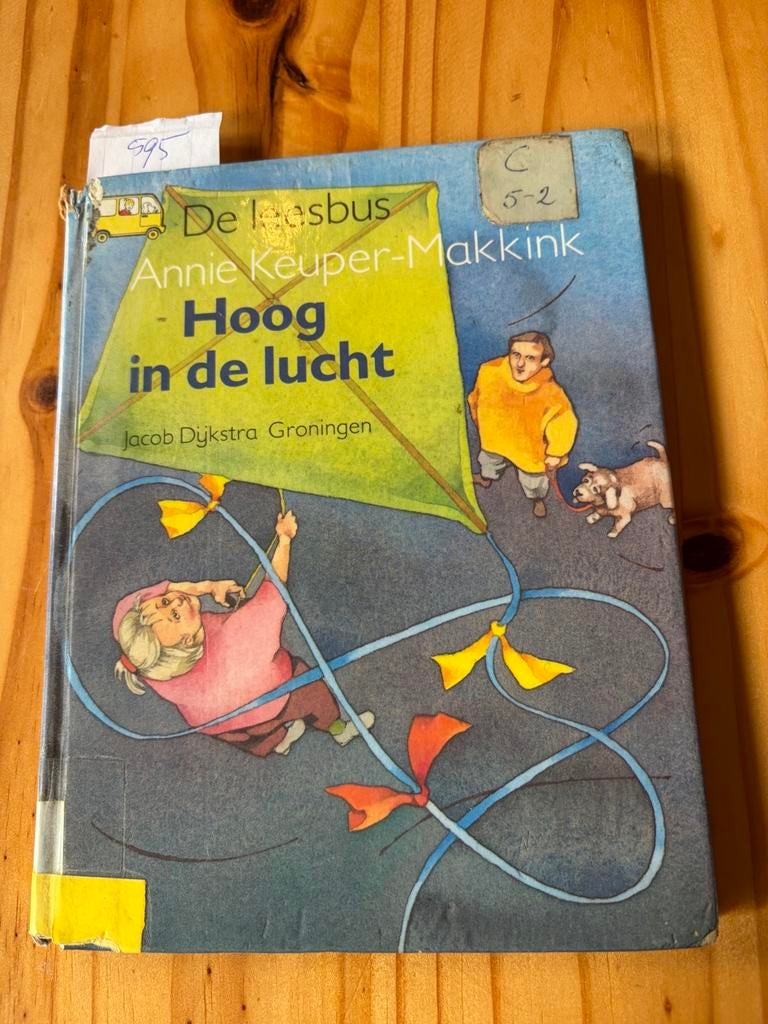 595
C
5-2
De leesbus
Annie Keuper-Makkink
Hoog
in de lucht
Jacob Dijkstra Groningen